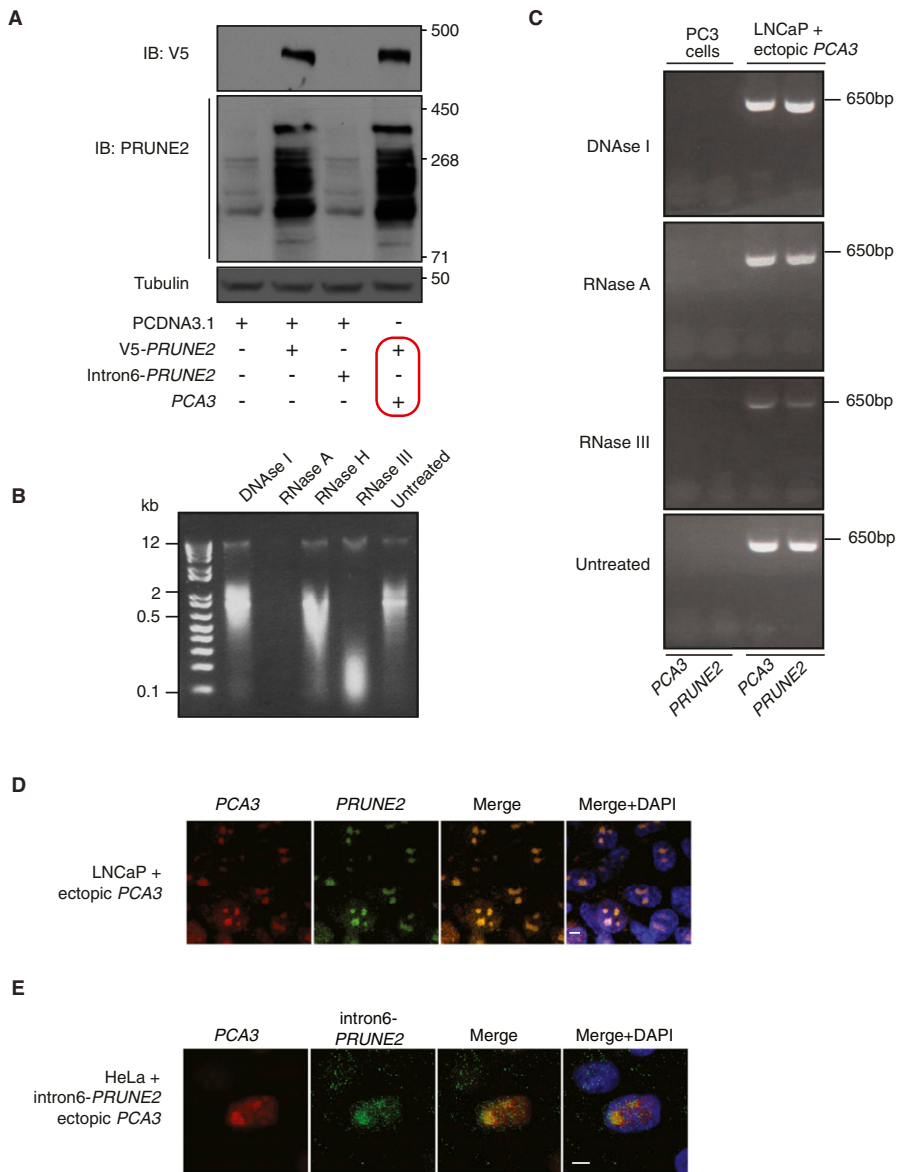 A
IB: V5
500
IB: PRUNE2
450
268
71
Tubulin
50
PCDNA3.1 + + + -
V5-PRUNE2 - + - +
Intron6-PRUNE2 - - + -
PCA3 - - - +
B
kb
DNAse I
RNase A
RNase H
RNase III
Untreated
12
2
0.5
0.1
C
PC3
cells
LNCaP +
ectopic PCA3
DNAse I
650bp
RNase A
650bp
RNase III
650bp
Untreated
650bp
PCA3
PRUNE2
PCA3
PRUNE2
D
PCA3
PRUNE2
Merge
Merge+DAPI
LNCaP +
ectopic PCA3
E
PCA3
intron6-
PRUNE2
Merge
Merge+DAPI
HeLa +
intron6-PRUNE2
ectopic PCA3